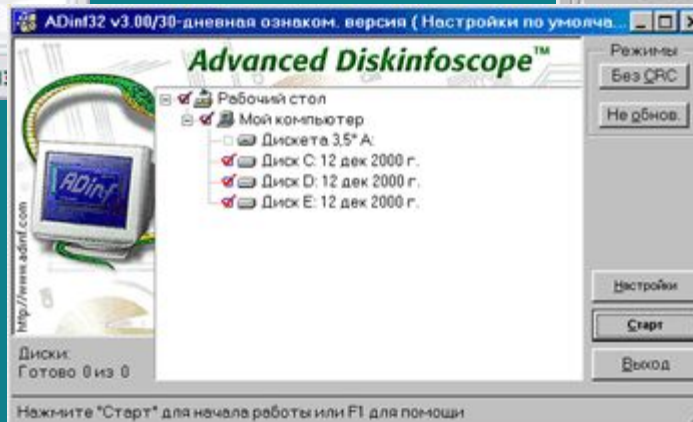 ADinf32 v3.00/30-дневная ознаком. версия ( Настройки по умолча...
Advanced Diskinfoscope™
Режимы
Без CRC
Не обнов.
Рабочий стол
Мой компьютер
Дискета 3,5" A:
Диск C: 12 дек 2000 г.
Диск D: 12 дек 2000 г.
Диск E: 12 дек 2000 г.
ADinf
http://www.adinf.com
Настройки
Старт
Выход
Диски:
Готово 0 из 0
Нажмите "Старт" для начала работы или F1 для помощи